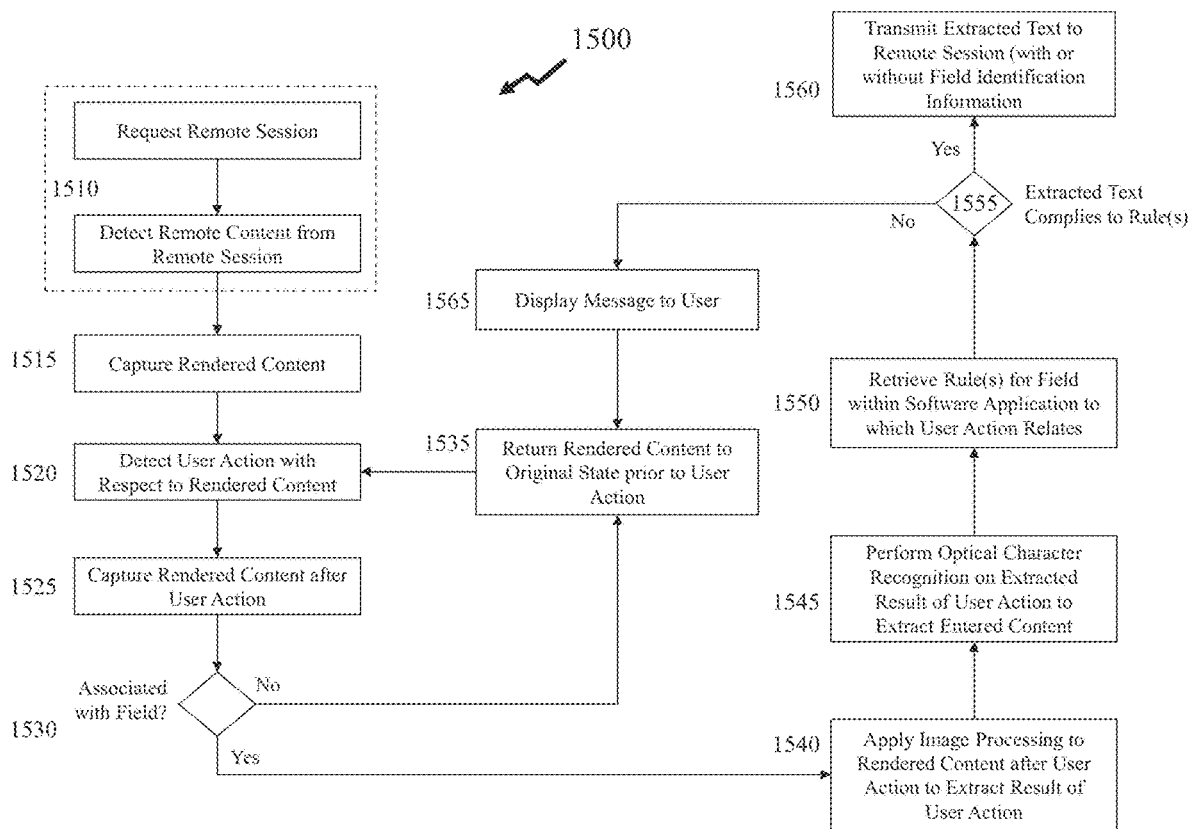 1500
Request Remote Session
1510
Detect Remote Content from
Remote Session
1515
Capture Rendered Content
1520
Detect User Action with
Respect to Rendered Content
1525
Capture Rendered Content after
User Action
Associated
with Field?
1530
No
Yes
1535
Return Rendered Content to
Original State prior to User
Action
1540
Apply Image Processing to
Rendered Content after User
Action to Extract Result of
User Action
1545
Perform Optical Character
Recognition on Extracted
Result of User Action to
Extract Entered Content
1550
Retrieve Rule(s) for Field
within Software Application to
which User Action Relates
1555
Extracted Text
Complies to Rule(s)
Yes
No
1560
Transmit Extracted Text to
Remote Session (with or
without Field Identification
Information
1565
Display Message to User